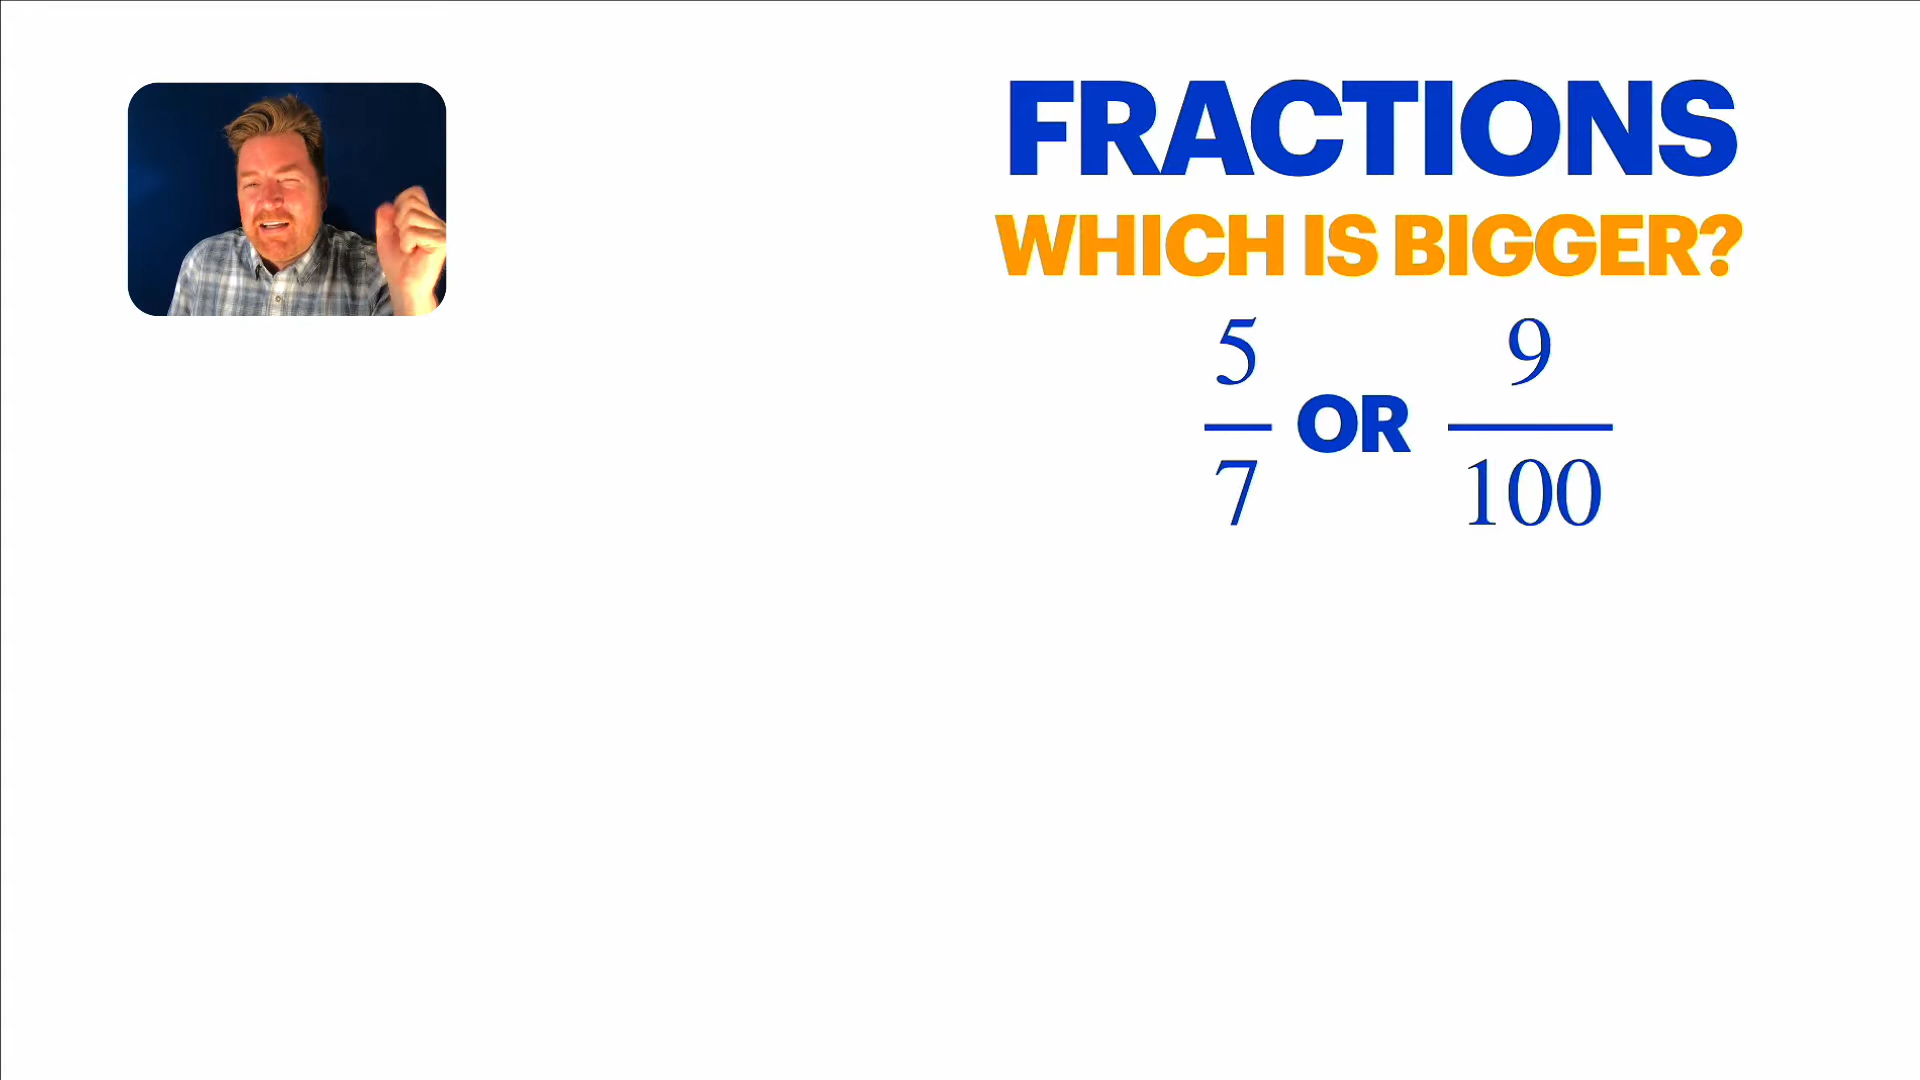 FRACTIONS
WHICH IS BIGGER?
5/7 OR 9/100